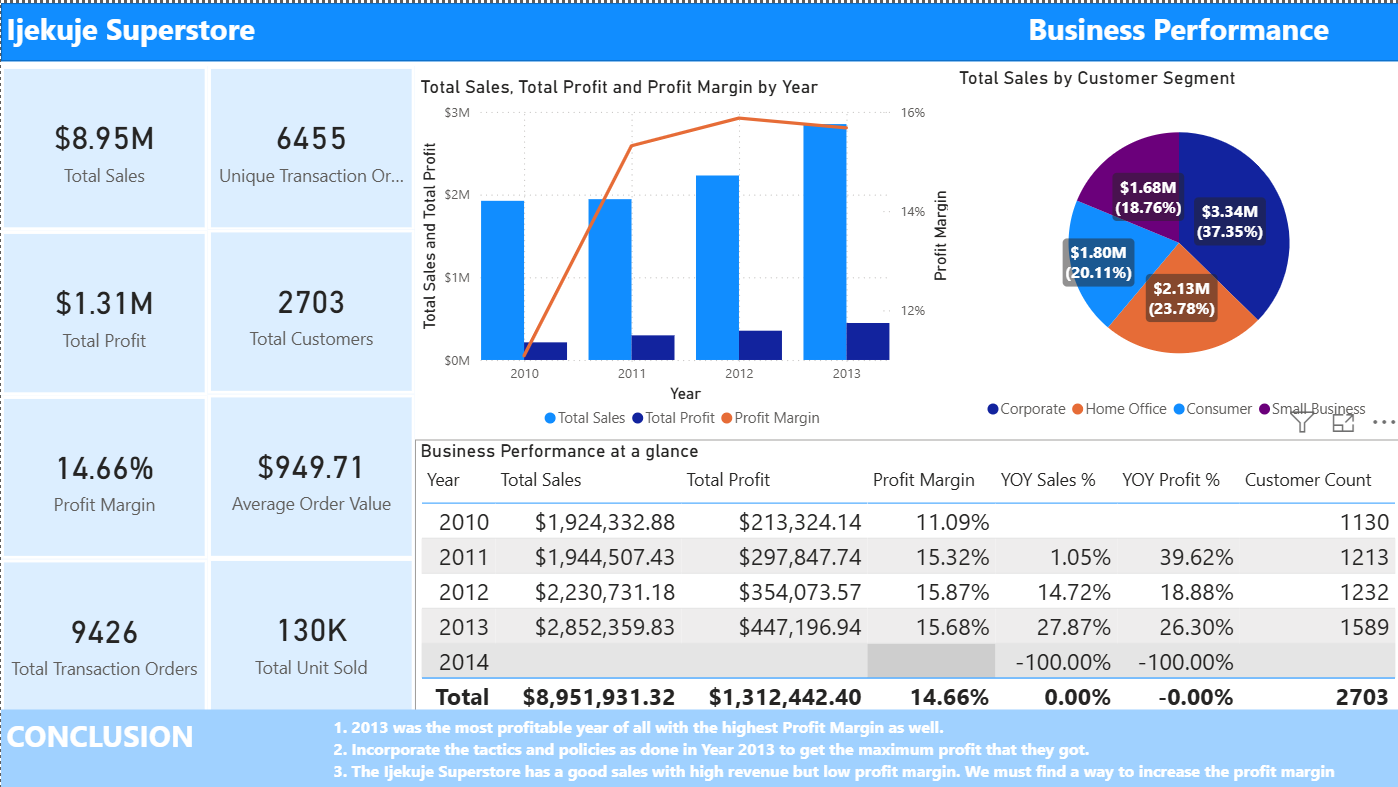 Ijekuje Superstore
Business Performance
$8.95M
Total Sales
6455
Unique Transaction Or...
$1.31M
Total Profit
2703
Total Customers
14.66%
Profit Margin
$949.71
Average Order Value
9426
Total Transaction Orders
130K
Total Unit Sold
Total Sales, Total Profit and Profit Margin by Year
Total Sales and Total Profit
$3M
$2M
$1M
$0M
16%
14%
12%
Profit Margin
2010 2011 2012 2013
Year
Total Sales Total Profit Profit Margin
Total Sales by Customer Segment
$1.68M
(18.76%)
$3.34M
(37.35%)
$1.80M
(20.11%)
$2.13M
(23.78%)
Corporate Home Office Consumer Small Business
Business Performance at a glance
Year Total Sales Total Profit Profit Margin YOY Sales % YOY Profit % Customer Count
2010 $1,924,332.88 $213,324.14 11.09% 1130
2011 $1,944,507.43 $297,847.74 15.32% 1.05% 39.62% 1213
2012 $2,230,731.18 $354,073.57 15.87% 14.72% 18.88% 1232
2013 $2,852,359.83 $447,196.94 15.68% 27.87% 26.30% 1589
2014 -100.00% -100.00%
Total $8,951,931.32 $1,312,442.40 14.66% 0.00% -0.00% 2703
CONCLUSION
1. 2013 was the most profitable year of all with the highest Profit Margin as well.
2. Incorporate the tactics and policies as done in Year 2013 to get the maximum profit that they got.
3. The Ijekuje Superstore has a good sales with high revenue but low profit margin. We must find a way to increase the profit margin